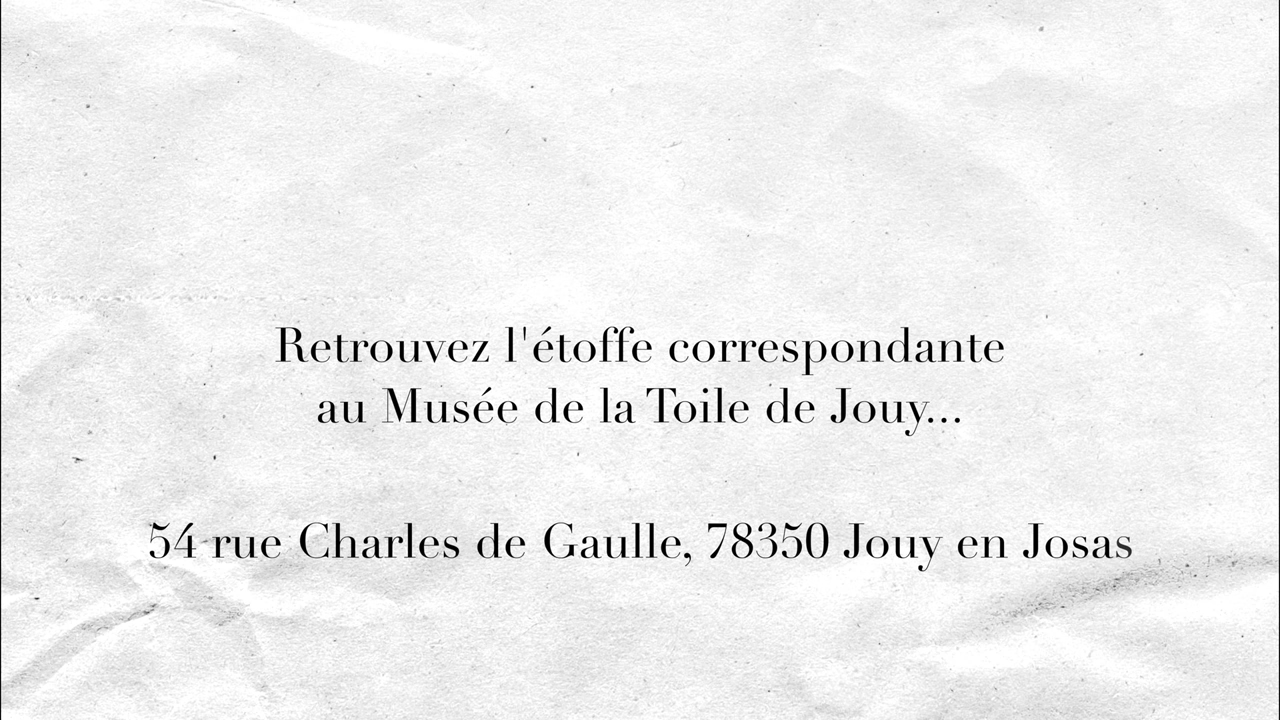 Retrouvez l'étoffe correspondante
au Musée de la Toile de Jouy...
54 rue Charles de Gaulle, 78350 Jouy en Josas